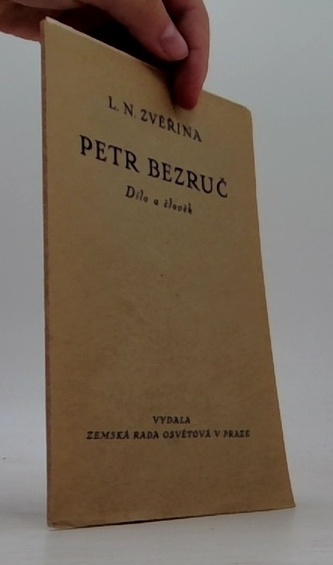 L. N. ZVĚŘINA
PETR BEZRUČ
Dílo a člověk
VYDALA
ZEMSKÁ RADA OSVĚTOVÁ V PRAZE